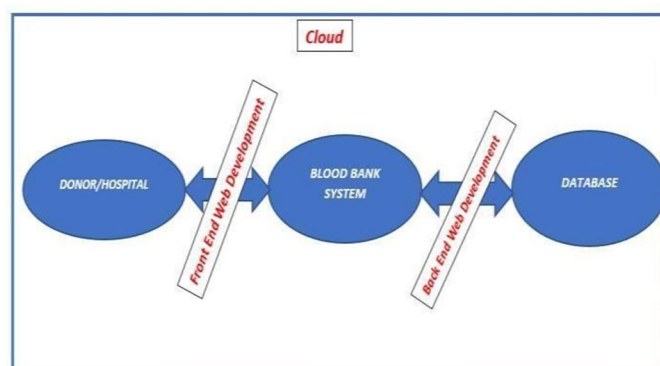 Cloud
DONOR/HOSPITAL
Front End Web Development
BLOOD BANK
SYSTEM
Back End Web Development
DATABASE